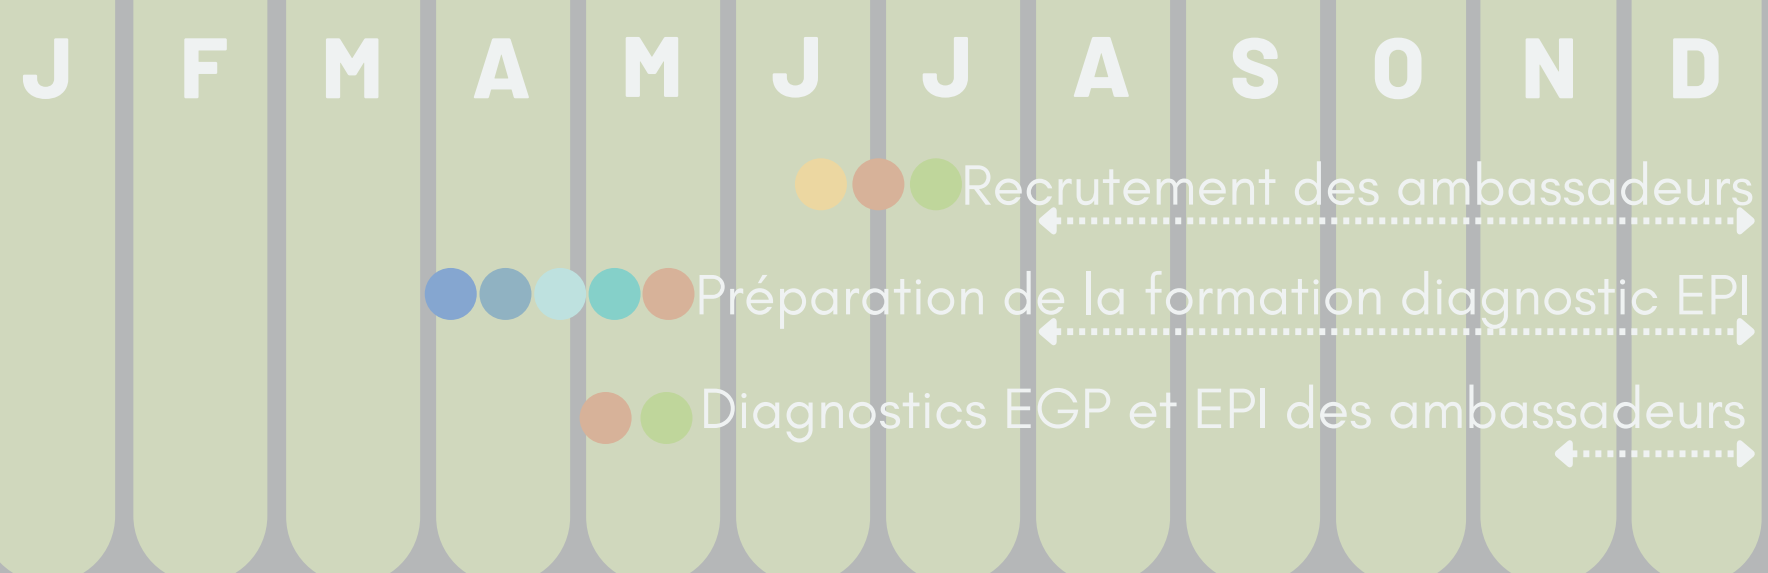 J F M A M J J A S O N D
Recrutement des ambassadeurs
Préparation de la formation diagnostic EPI
Diagnostics EGP et EPI des ambassadeurs